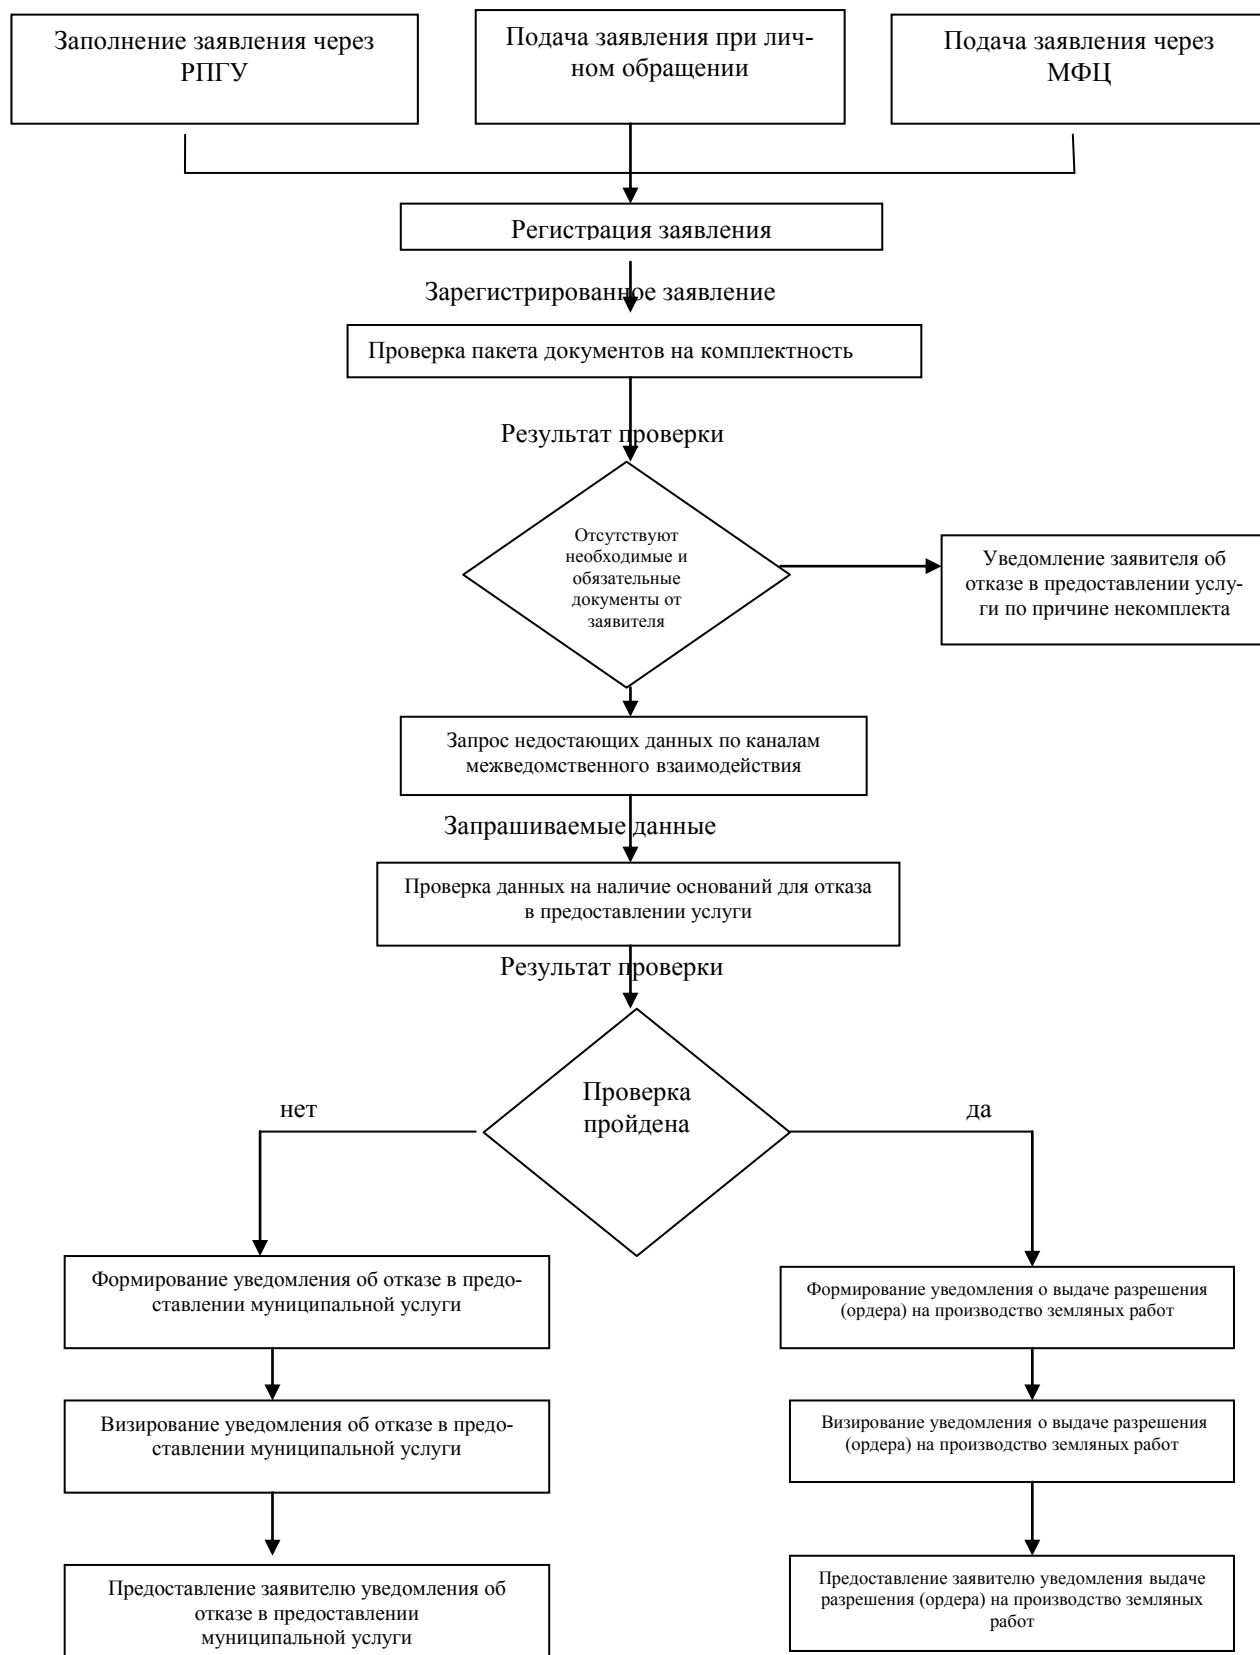 Заполнение заявления через
РПГУ
Подача заявления при лич-
ном обращении
Подача заявления через
МФЦ
Регистрация заявления
Зарегистрированное заявление
Проверка пакета документов на комплектность
Результат проверки
Отсутствуют
необходимые и
обязательные
документы от
заявителя
Уведомление заявителя об
отказе в предоставлении услу-
ги по причине некомплекта
Запрос недостающих данных по каналам
межведомственного взаимодействия
Запрашиваемые данные
Проверка данных на наличие оснований для отказа
в предоставлении услуги
Результат проверки
Проверка
пройдена
нет
да
Формирование уведомления об отказе в предо-
ставлении муниципальной услуги
Формирование уведомления о выдаче разрешения
(ордера) на производство земляных работ
Визирование уведомления об отказе в предо-
ставлении муниципальной услуги
Визирование уведомления о выдаче разрешения
(ордера) на производство земляных работ
Предоставление заявителю уведомления об
отказе в предоставлении
муниципальной услуги
Предоставление заявителю уведомления выдаче
разрешения (ордера) на производство земляных
работ